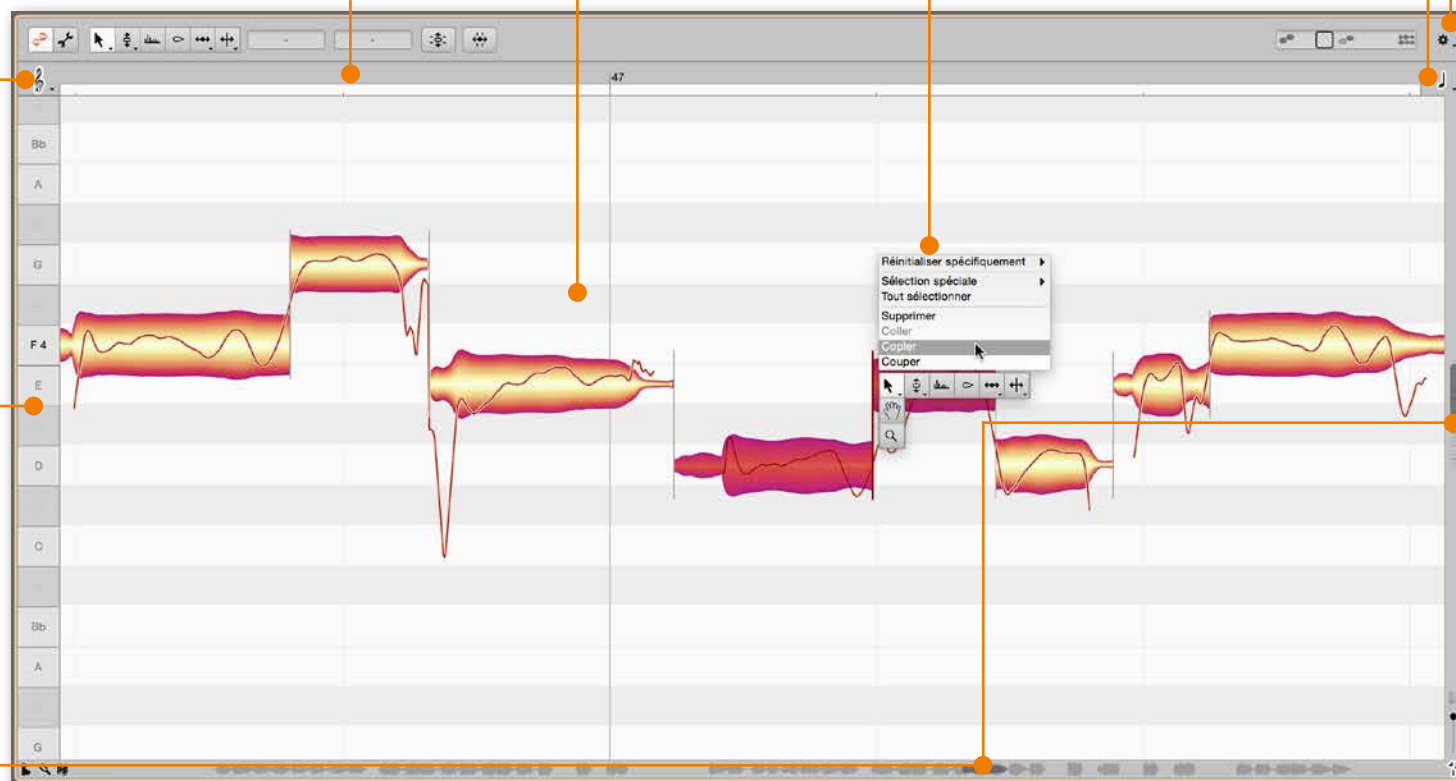 47
Bb
A
G
F 4
E
D
C
Bb
A
G
Réinitialiser spécifiquement
Sélection spéciale
Tout sélectionner
Supprimer
Coller
Copier
Couper